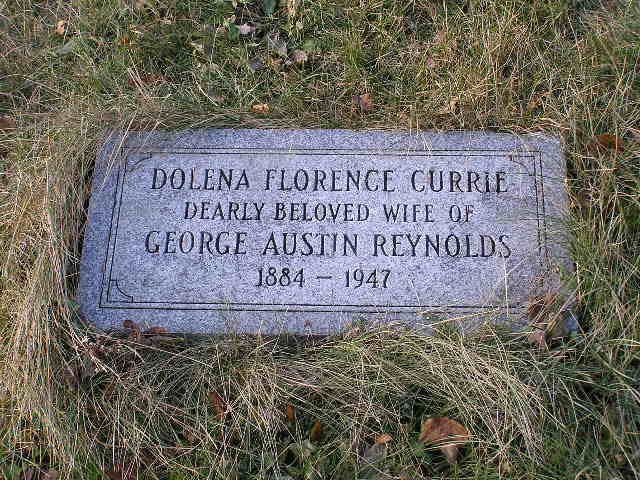 DOLENA FLORENCE CURRIE
DEARLY BELOVED WIFE OF
GEORGE AUSTIN REYNOLDS
1884 – 1947